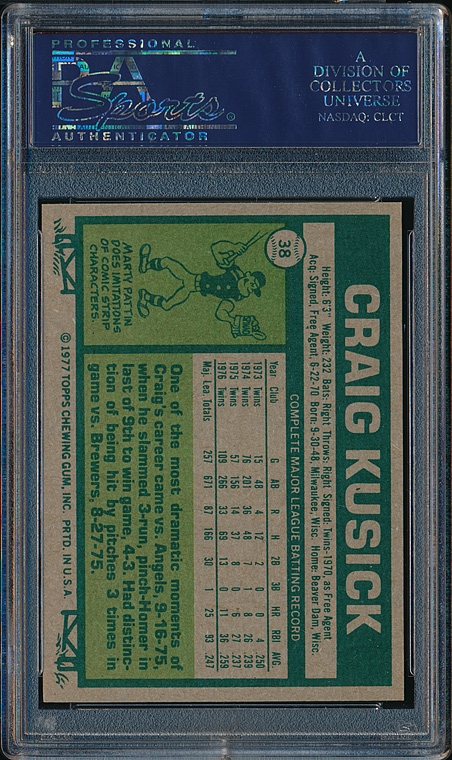 PROFESSIONAL
PSA
Sports®
AUTHENTICATOR
A
DIVISION OF
COLLECTORS
UNIVERSE
NASDAQ: CLCT
38
CRAIG KUSICK
Height: 6'3" Weight: 232 Bats: Right Throws: Right Signed: Twins-1970, as Free Agent
Acq: Signed, Free Agent, 6-22-70 Born: 9-30-48, Milwaukee, Wisc. Home: Beaver Dam, Wisc.
COMPLETE MAJOR LEAGUE BATTING RECORD
Year Club G AB R H 2B 3B HR RBI AVG.
1973 Twins 15 48 4 12 2 0 0 4 .250
1974 Twins 76 201 36 48 7 1 8 26 .239
1975 Twins 57 156 14 37 8 0 6 27 .237
1976 Twins 109 266 33 69 13 0 11 36 .259
Maj. Lea. Totals 257 671 87 166 30 1 25 93 .247
MARTY PATTIN
DOES IMITATIONS
OF COMIC STRIP
CHARACTERS.
One of the most dramatic moments of
Craig's career came vs. Angels, 9-16-75,
when he slammed 3-run, pinch-Homer in
last of 9th to win game, 4-3. Had distinc-
tion of being hit by pitches 3 times in
game vs. Brewers, 8-27-75.
© 1977 TOPPS CHEWING GUM, INC. PRTD. IN U.S.A.